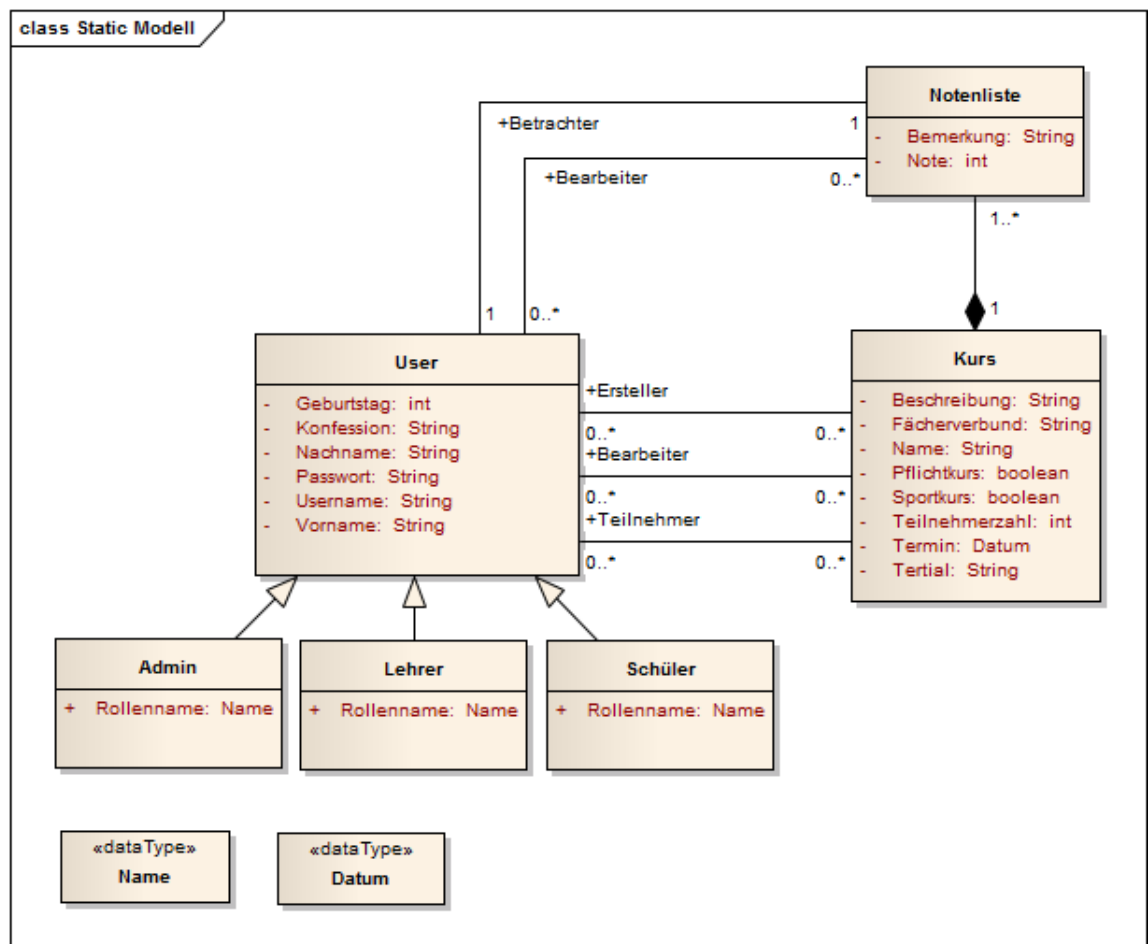 class Static Modell
Notenliste
- Bemerkung: String
- Note: int
+Betrachter
1
+Bearbeiter
0..*
1..*
1
1
0..*
User
- Geburtstag: int
- Konfession: String
- Nachname: String
- Passwort: String
- Username: String
- Vorname: String
+Ersteller
0..*
0..*
+Bearbeiter
0..*
0..*
+Teilnehmer
0..*
0..*
Kurs
- Beschreibung: String
- Fächerverbund: String
- Name: String
- Pflichtkurs: boolean
- Sportkurs: boolean
- Teilnehmerzahl: int
- Termin: Datum
- Tertial: String
Admin
+ Rollenname: Name
Lehrer
+ Rollenname: Name
Schüler
+ Rollenname: Name
«dataType»
Name
«dataType»
Datum